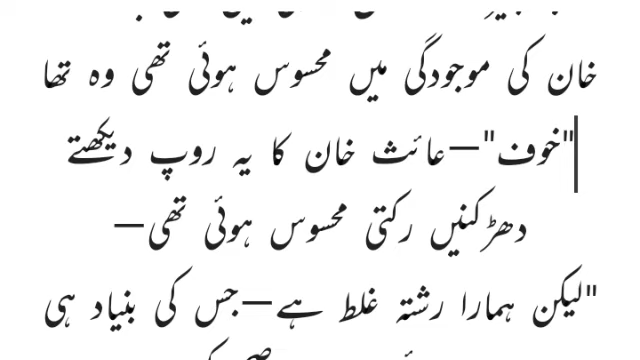 خان کی موجودگی میں محسوس ہوئی تھی وہ تھا
"خوف"—عائث خان کا یہ روپ دیکھتے
دھڑکنیں رکتی محسوس ہوئی تھی—
"لیکن ہمارا رشتہ غلط ہے—جس کی بنیاد ہی